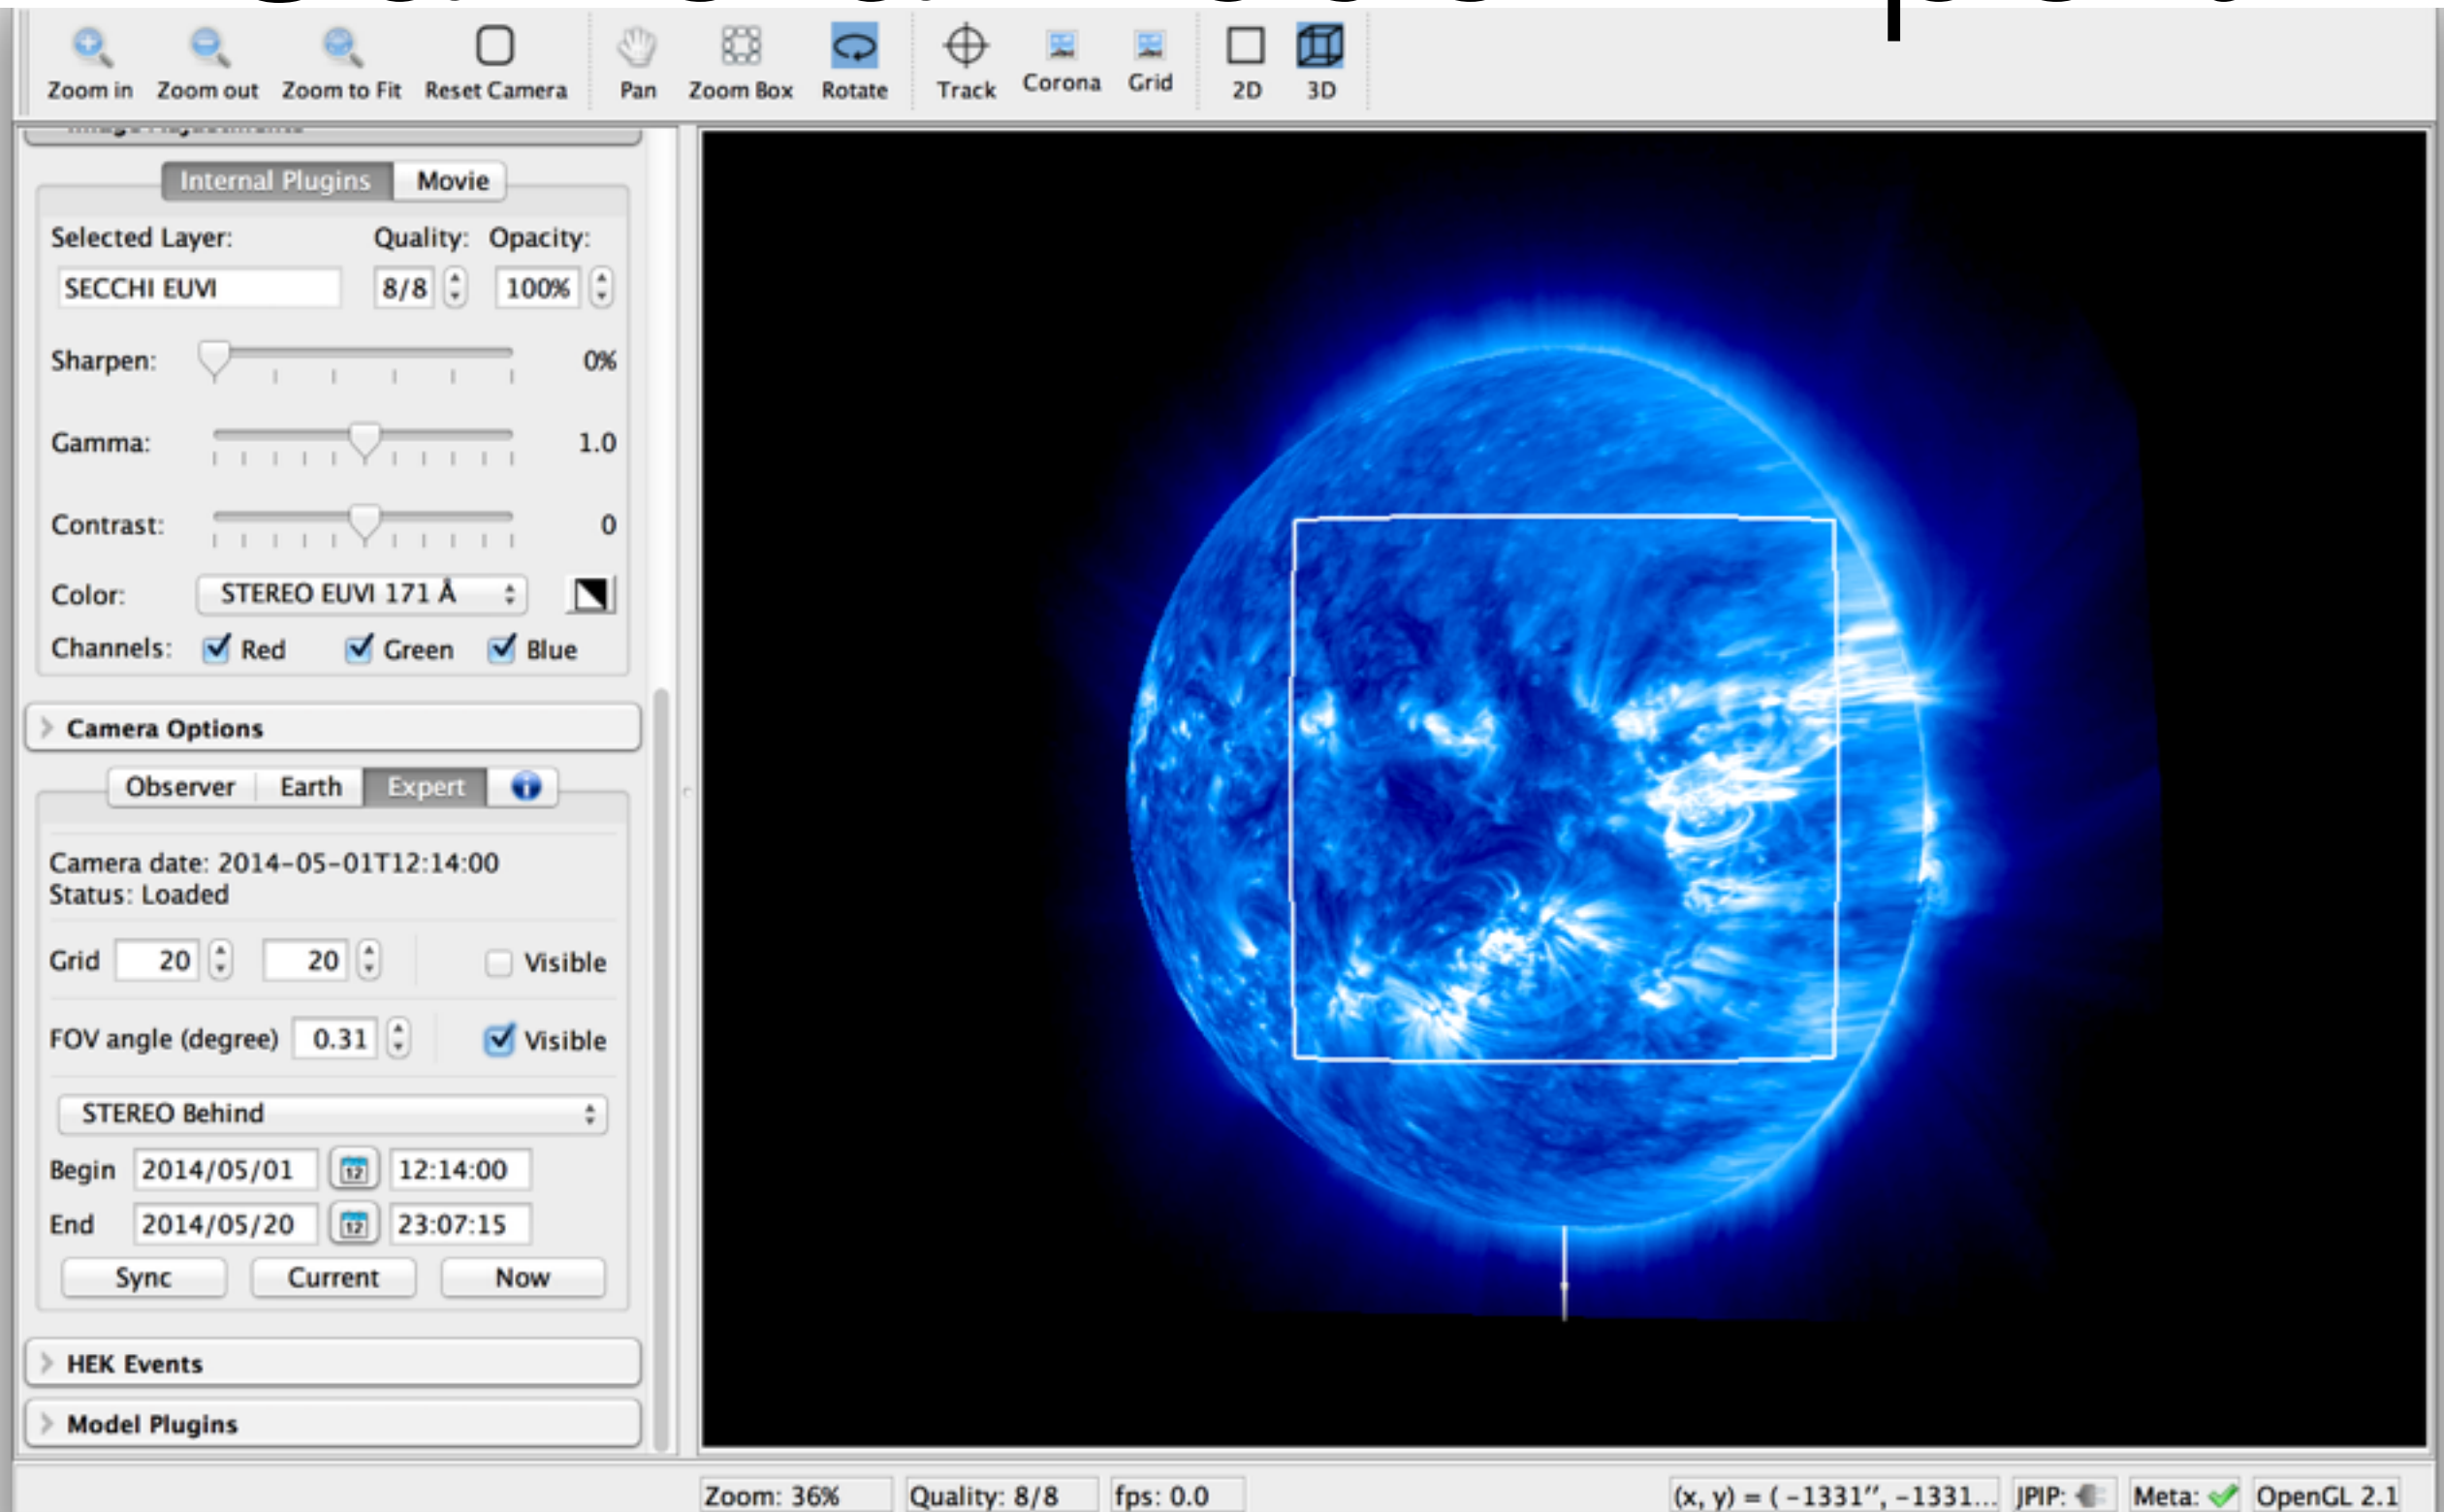 Zoom in Zoom out Zoom to Fit Reset Camera Pan Zoom Box Rotate Track Corona Grid 2D 3D
Internal Plugins Movie
Selected Layer: Quality: Opacity:
SECCHI EUVI 8/8 100%
Sharpen: 0%
Gamma: 1.0
Contrast: 0
Color: STEREO EUVI 171 Å
Channels: Red Green Blue
Camera Options
Observer Earth Expert
Camera date: 2014-05-01T12:14:00
Status: Loaded
Grid 20 20 Visible
FOV angle (degree) 0.31 Visible
STEREO Behind
Begin 2014/05/01 12 12:14:00
End 2014/05/20 12 23:07:15
Sync Current Now
HEK Events
Model Plugins
Zoom: 36% Quality: 8/8 fps: 0.0 (x, y) = ( -1331″, -1331... JPIP: Meta: OpenGL 2.1